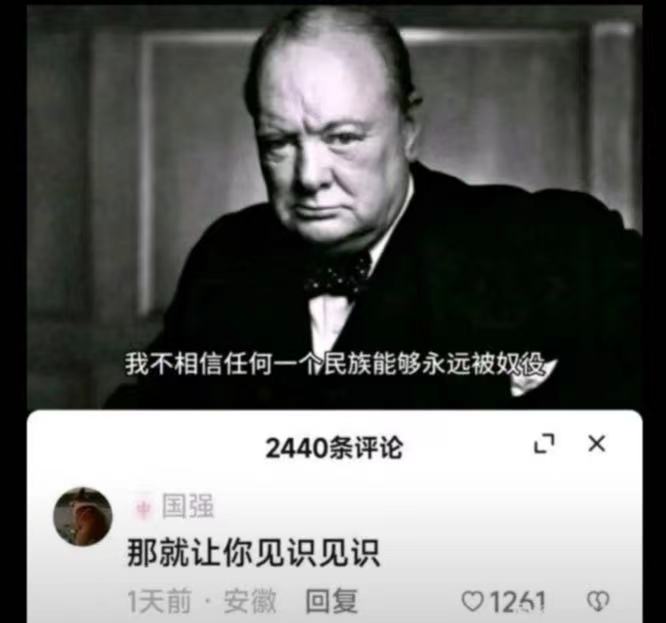 我不相信任何一个民族能够永远被奴役
2440条评论
国强
那就让你见识见识
1天前 · 安徽 回复 1261